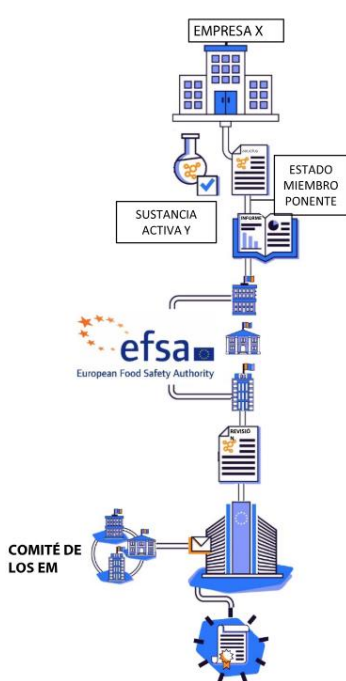 EMPRESA X
ESTADO
MIEMBRO
PONENTE
SUSTANCIA
ACTIVA Y
INFORME
efsa
European Food Safety Authority
REVISIÓ
COMITÉ DE
LOS EM